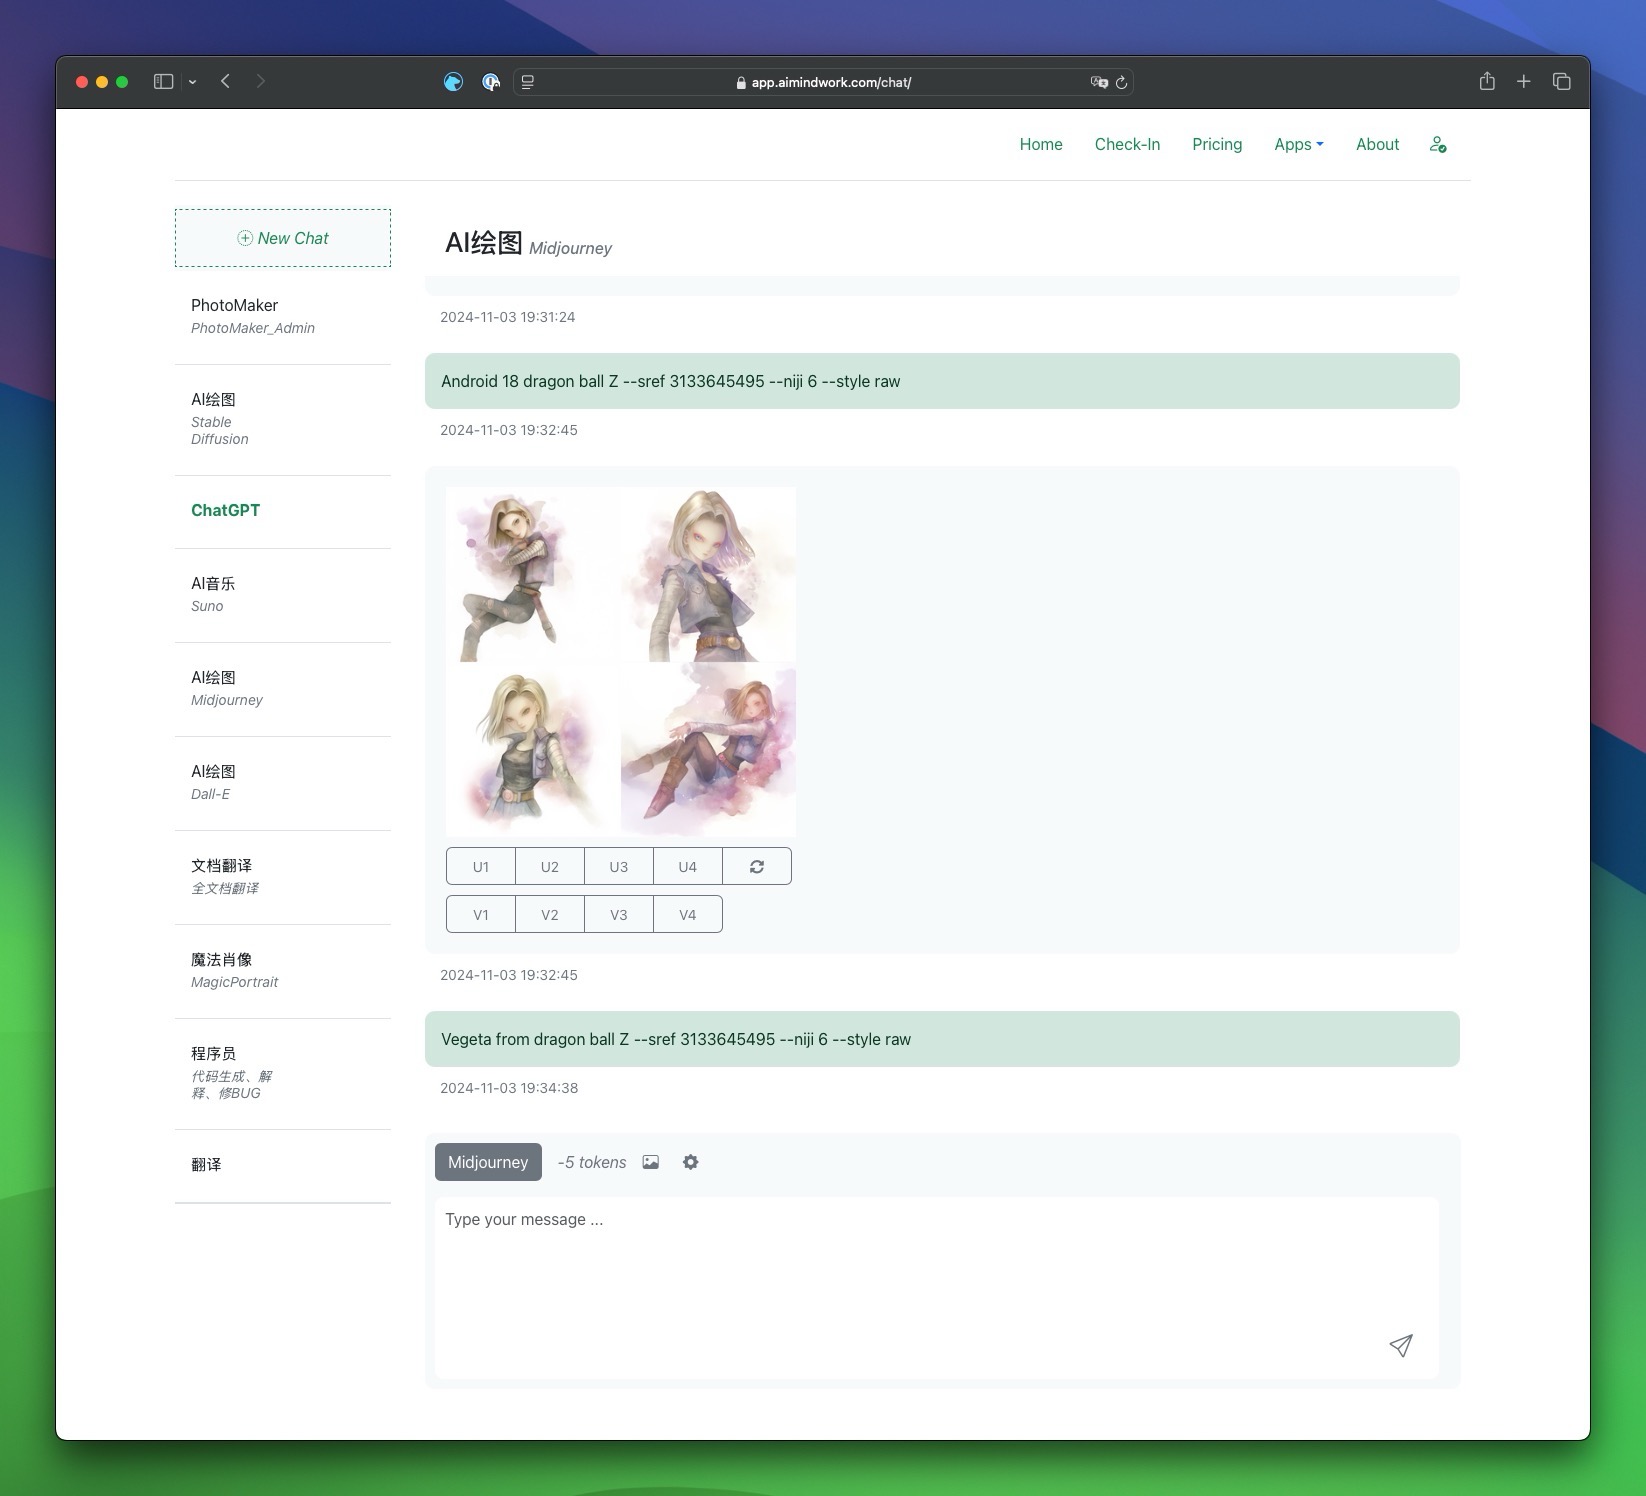 app.aimindwork.com/chat/
Home
Check-In
Pricing
Apps
About
New Chat
PhotoMaker
PhotoMaker_Admin
AI绘图
Stable
Diffusion
ChatGPT
AI音乐
Suno
AI绘图
Midjourney
AI绘图
Dall-E
文档翻译
全文档翻译
魔法肖像
MagicPortrait
程序员
代码生成、解
释、修BUG
翻译
AI绘图 Midjourney
2024-11-03 19:31:24
Android 18 dragon ball Z --sref 3133645495 --niji 6 --style raw
2024-11-03 19:32:45
U1
U2
U3
U4
V1
V2
V3
V4
2024-11-03 19:32:45
Vegeta from dragon ball Z --sref 3133645495 --niji 6 --style raw
2024-11-03 19:34:38
Midjourney
-5 tokens
Type your message ...